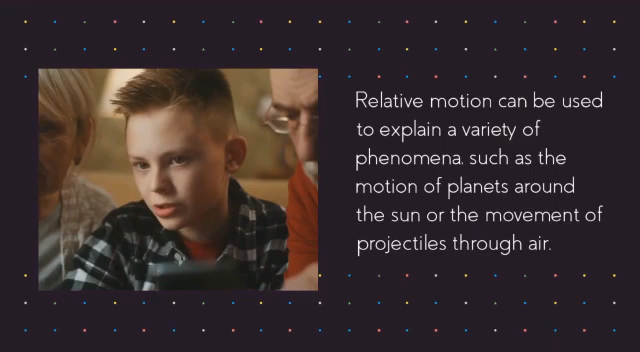 Relative motion can be used
to explain a variety of
phenomena. such as the
motion of planets around
the sun or the movement of
projectiles through air.